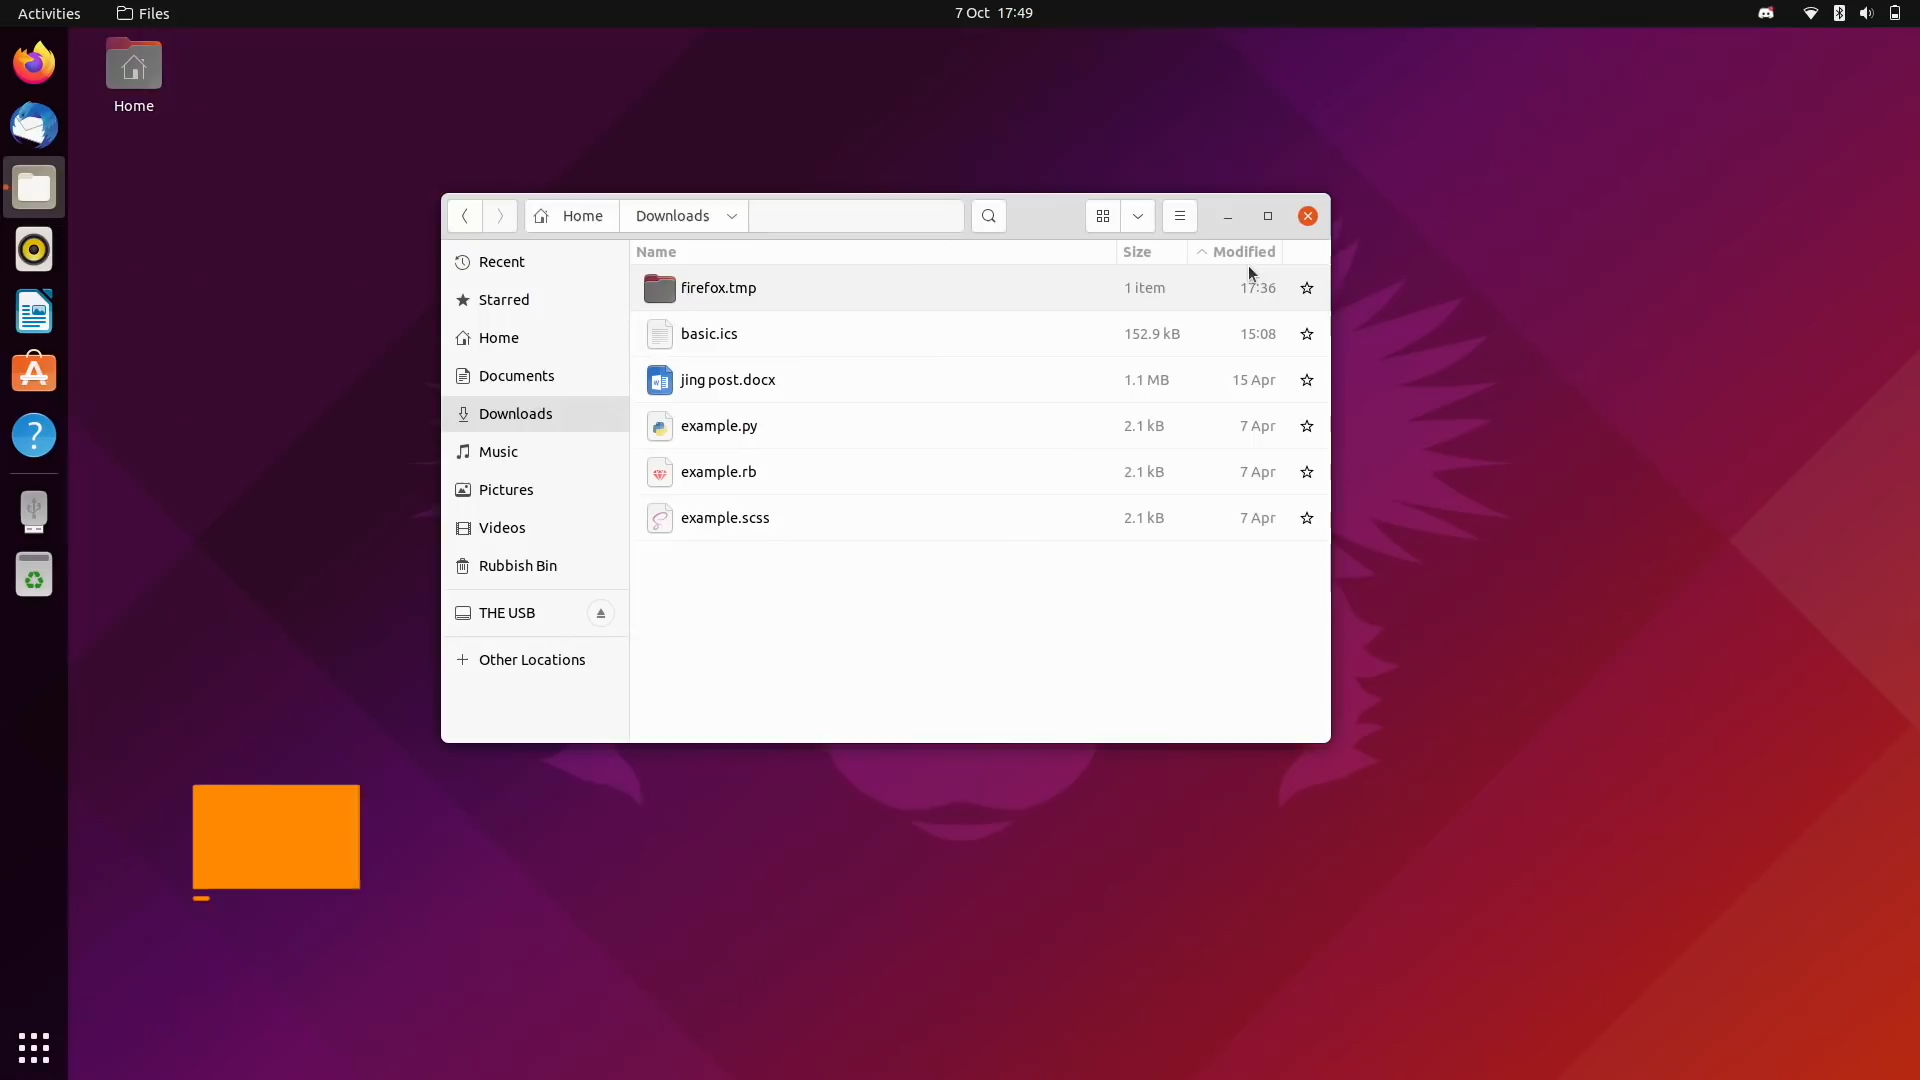 Activities
Files
7 Oct 17:49
Home
Home
Downloads
Name
Size
Modified
Recent
Starred
Home
Documents
Downloads
Music
Pictures
Videos
Rubbish Bin
THE USB
Other Locations
firefox.tmp 1 item 17:36
basic.ics 152.9 kB 15:08
jing post.docx 1.1 MB 15 Apr
example.py 2.1 kB 7 Apr
example.rb 2.1 kB 7 Apr
example.scss 2.1 kB 7 Apr